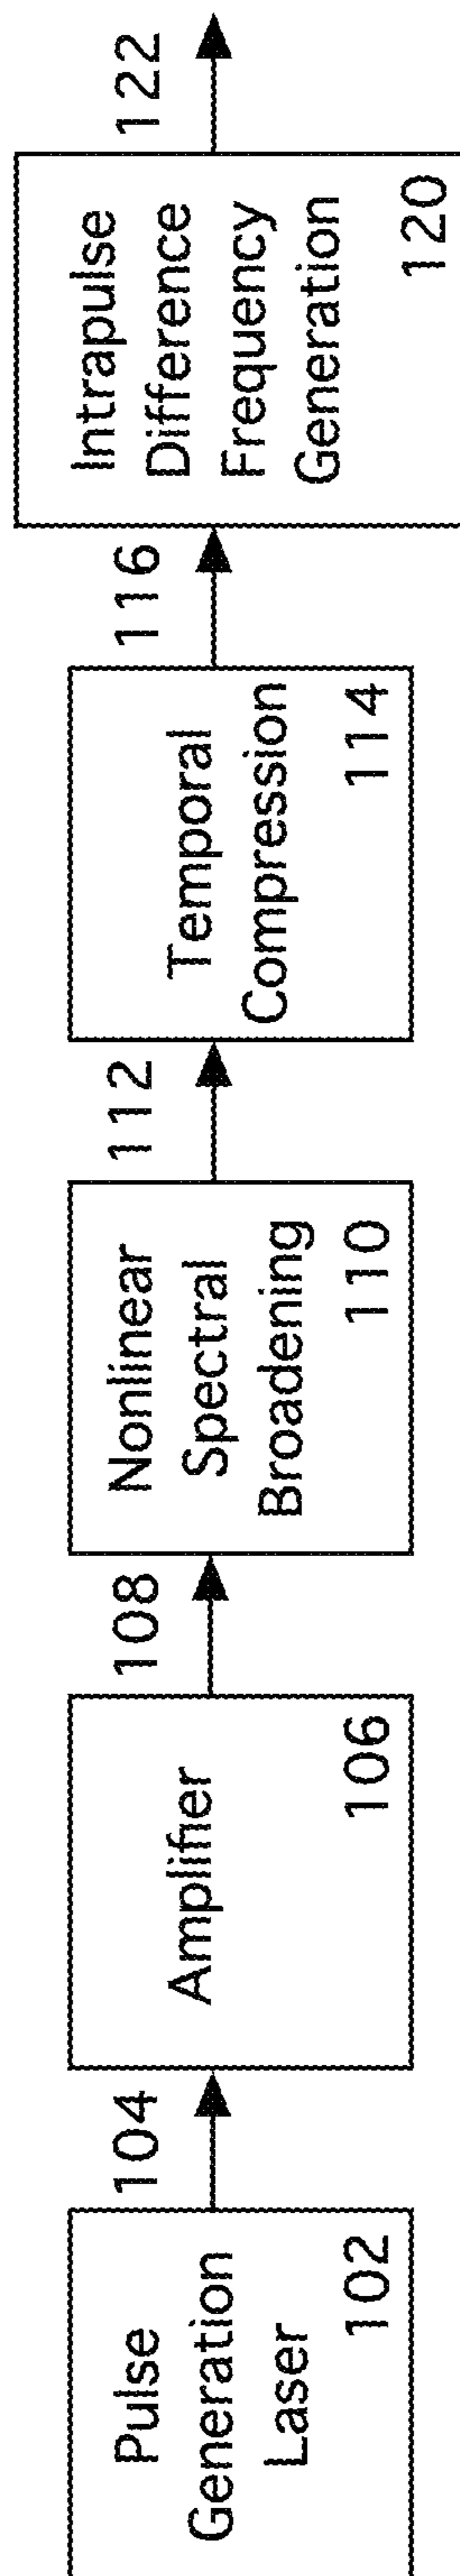 Pulse
Generation
Laser
102
104
Amplifier
106
108
Nonlinear
Spectral
Broadening
110
112
Temporal
Compression
114
116
Intrapulse
Difference
Frequency
Generation
120
122